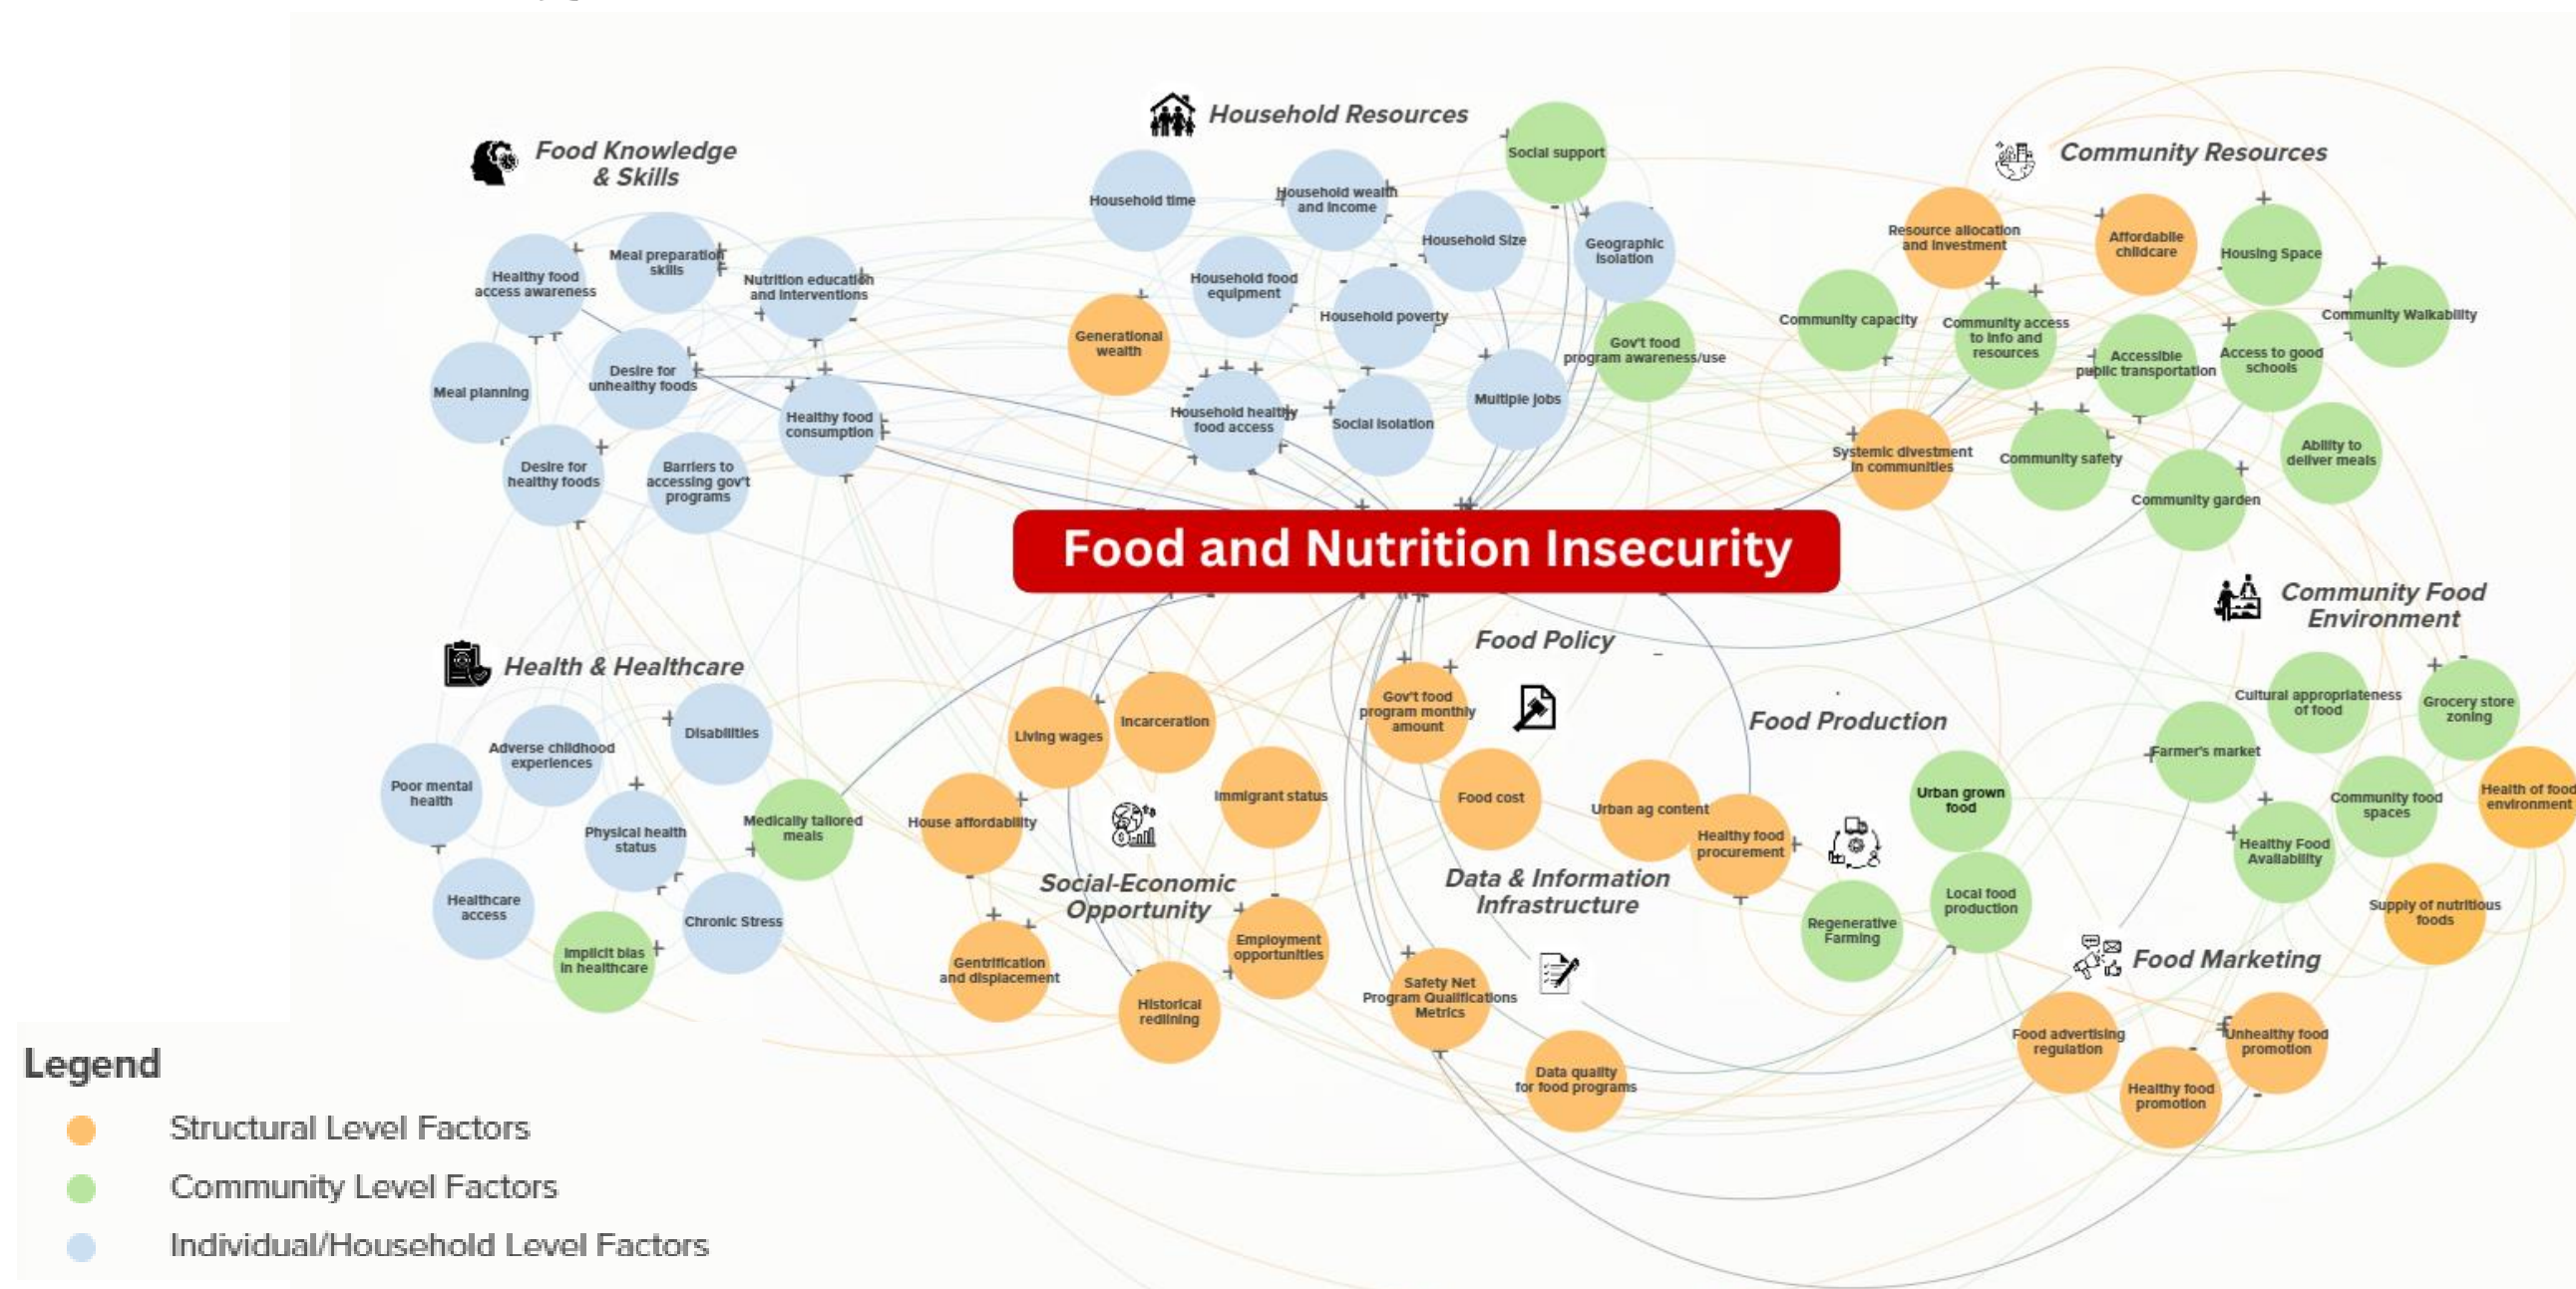 Food Knowledge
& Skills
Healthy food
access awareness
Meal preparation
skills
Nutrition education
and interventions
Meal planning
Desire for
unhealthy foods
Healthy food
consumption
Desire for
healthy foods
Barriers to
accessing gov't
programs
Household Resources
Social support
Household time
Household wealth
and income
Household Size
Geographic
isolation
Household food
equipment
Household poverty
Generational
wealth
Gov't food
program awareness/use
Household healthy
food access
Social isolation
Multiple jobs
Community Resources
Resource allocation
and investment
Affordablle
childcare
Housing Space
Community capacity
Community access
to info and
resources
Accessible
public transportation
Access to good
schools
Community Walkability
Systemic divestment
in communities
Community safety
Community garden
Ability to
deliver meals
Food and Nutrition Insecurity
Health & Healthcare
Disabilities
Adverse childhood
experiences
Poor mental
health
Physical health
status
Medically tailored
meals
Healthcare
access
Chronic Stress
Implicit bias
in healthcare
Living wages
Incarceration
House affordability
Immigrant status
Social-Economic
Opportunity
Gentrification
and displacement
Employment
opportunities
Historical
redlining
Food Policy
Gov't food
program monthly
amount
Food cost
Data & Information
Infrastructure
Safety Net
Program Qualifications
Metrics
Data quality
for food programs
Food Production
Urban ag content
Healthy food
procurement
Urban grown
food
Regenerative
Farming
Local food
production
Community Food
Environment
Cultural appropriateness
of food
Grocery store
zoning
Farmer's market
Health of food
environment
Community food
spaces
Healthy Food
Availability
Supply of nutritious
foods
Food Marketing
Food advertising
regulation
Unhealthy food
promotion
Healthy food
promotion
Legend
Structural Level Factors
Community Level Factors
Individual/Household Level Factors